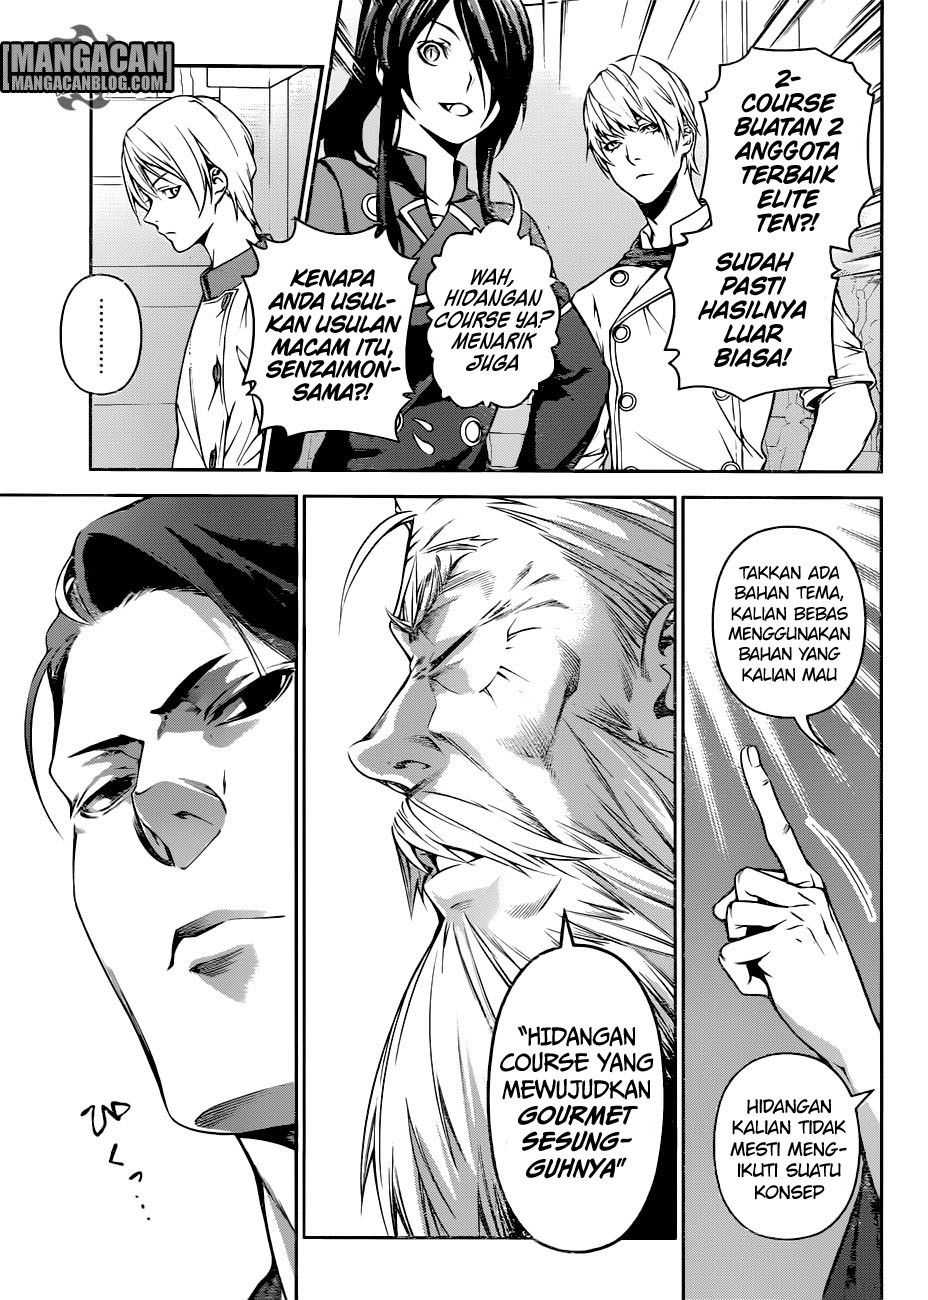 MANGACAN
MANGACANBLOG.COM
2-
COURSE
BUATAN 2
ANGGOTA
TERBAIK
ELITE
TEN?!
SUDAH
PASTI
HASILNYA
LUAR
BIASA!
WAH,
HIDANGAN
COURSE YA?
MENARIK
JUGA
KENAPA
ANDA USUL-
KAN USULAN
MACAM ITU,
SENZAIMON-
SAMA?!
.........
TAKKAN ADA
BAHAN TEMA,
KALIAN BEBAS
MENGGUNAKAN
BAHAN YANG
KALIAN MAU
HIDANGAN
KALIAN TIDAK
MESTI MENG-
IKUTI SUATU
KONSEP
"HIDANGAN
COURSE YANG
MEWUJUDKAN
GOURMET
SESUNG-
GUHNYA"